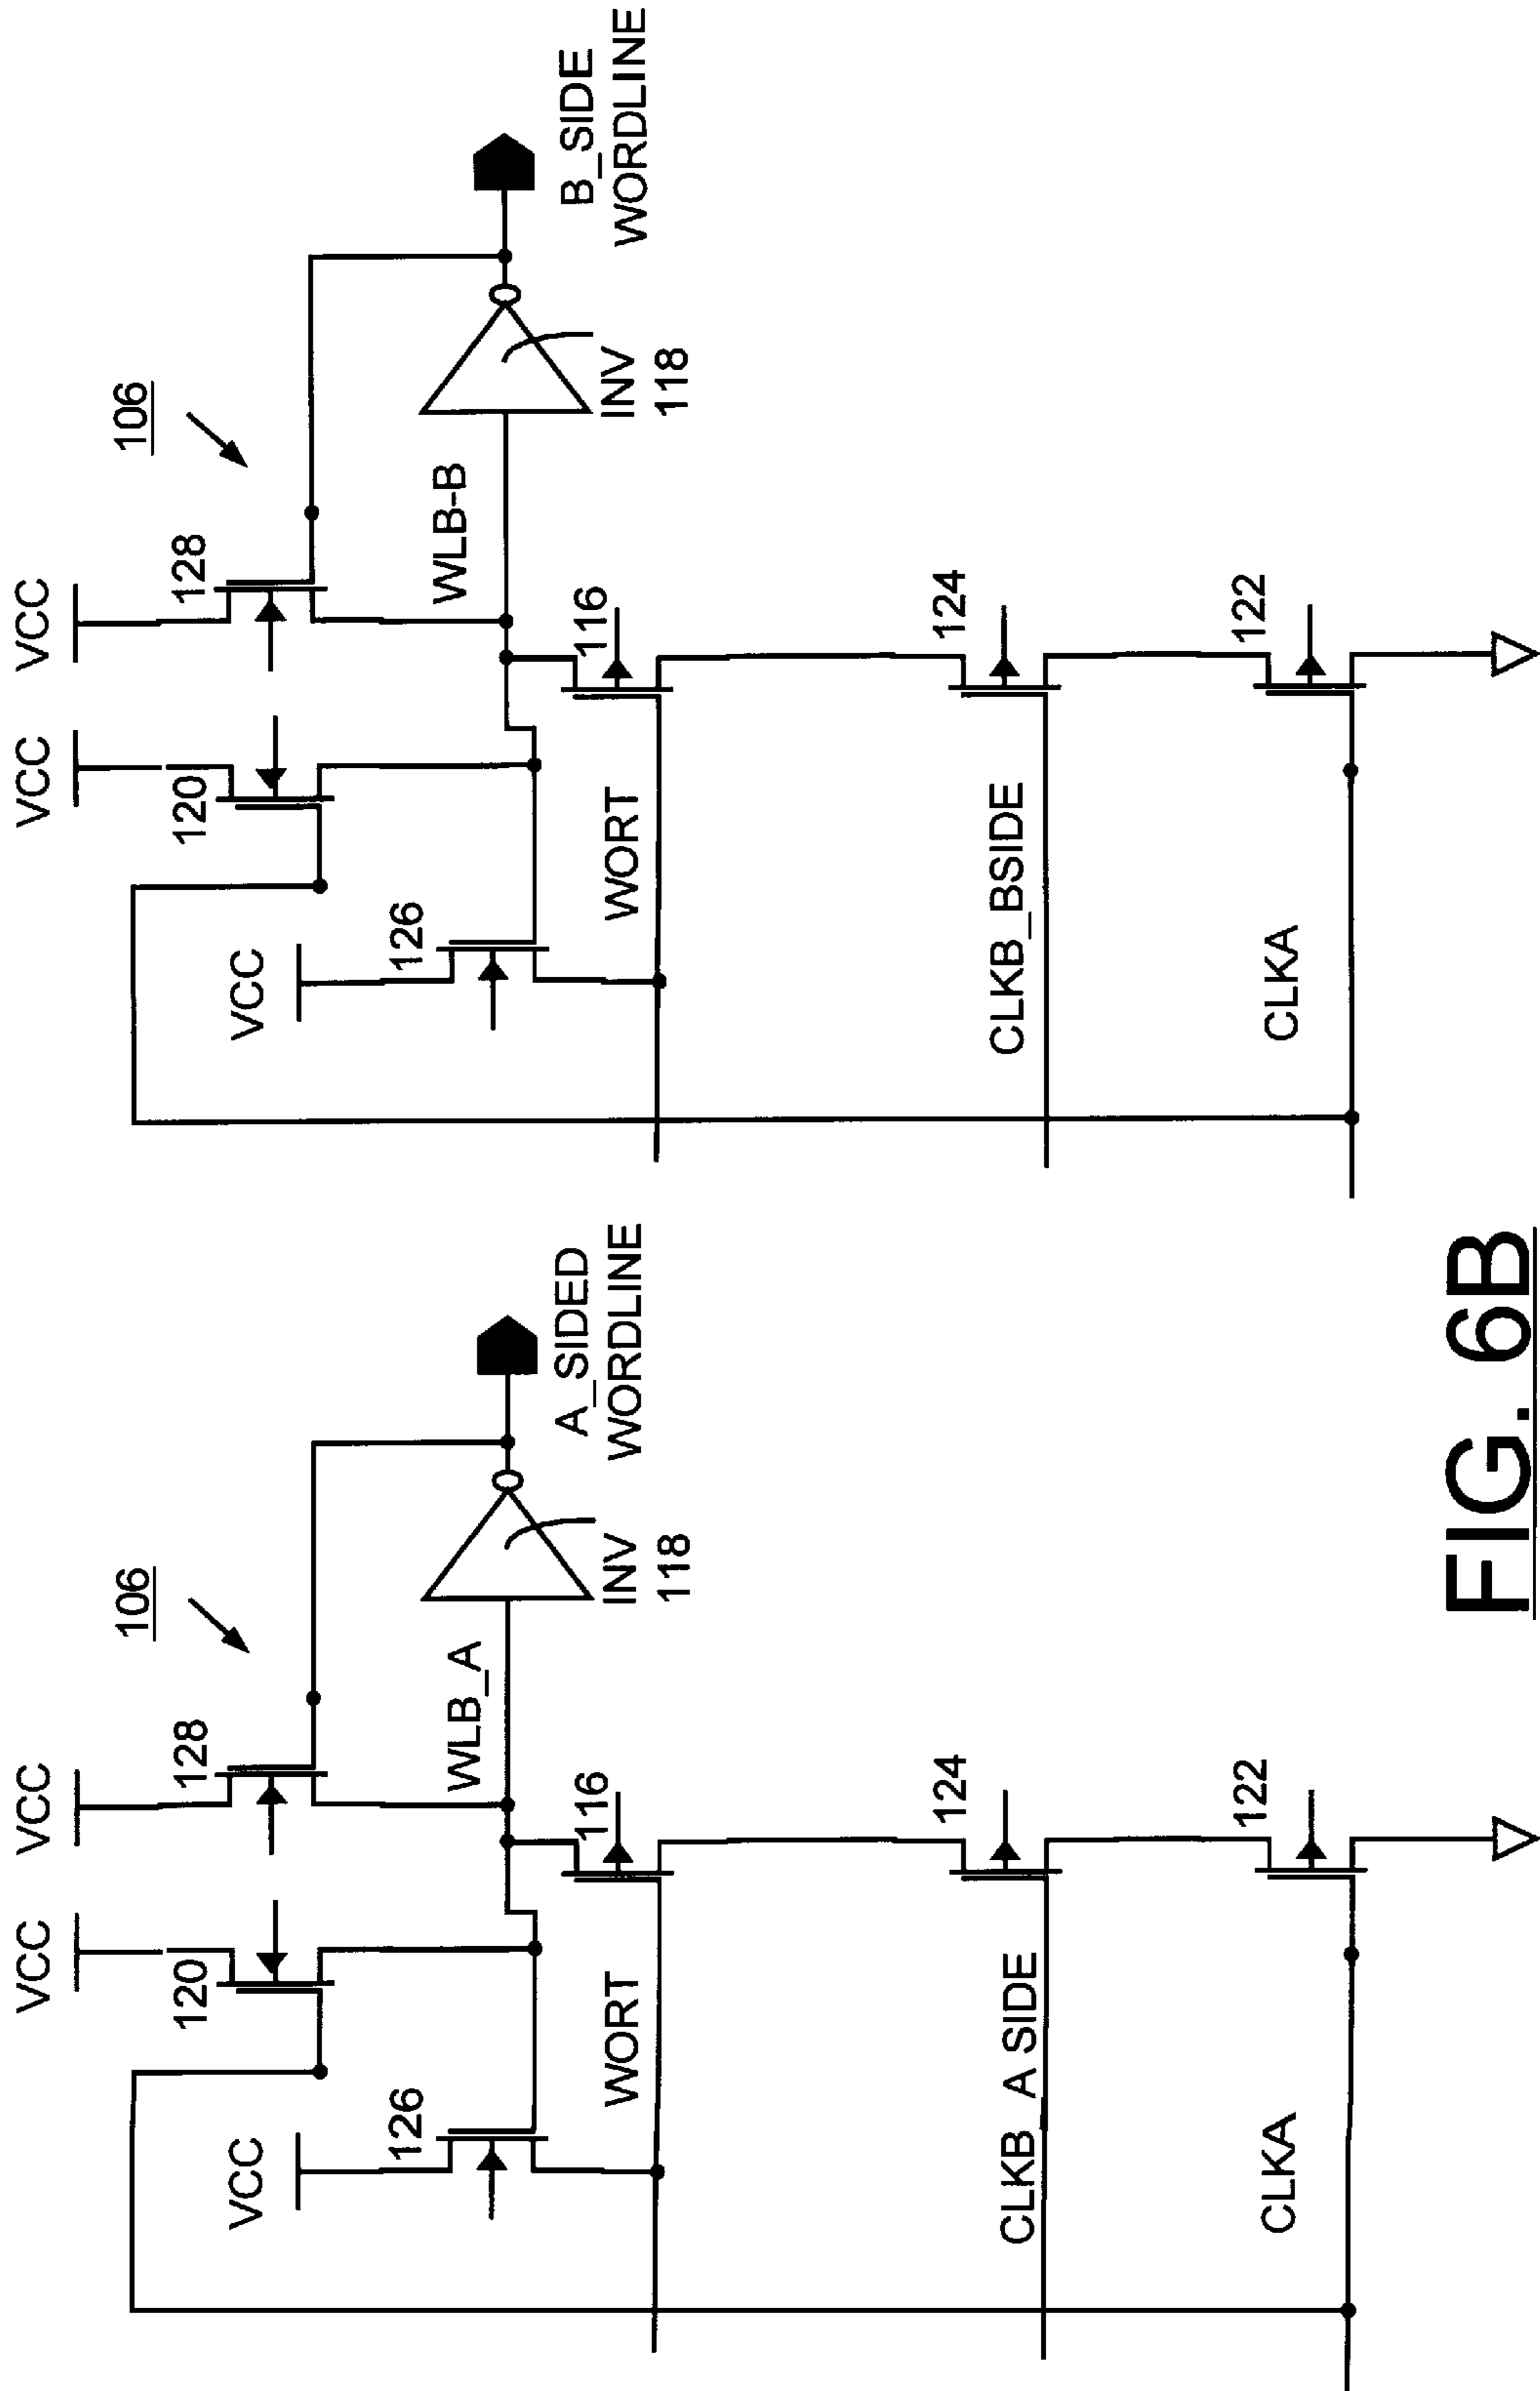 VCC
VCC
106
120
128
VCC
126
WLB_A
INV
118
A_SIDED
WORDLINE
WORT
116
CLKB_A SIDE
124
CLKA
122
VCC
VCC
106
120
128
VCC
126
WLB-B
INV
118
B_SIDE
WORDLINE
WORT
116
CLKB_BSIDE
124
CLKA
122
FIG. 6B